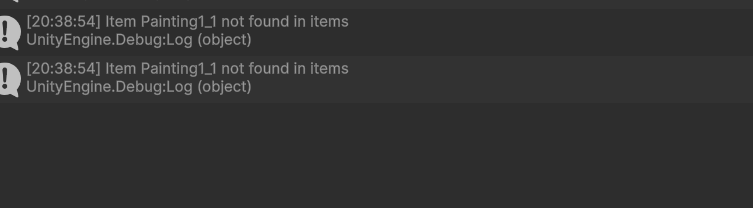 [20:38:54] Item Painting1_1 not found in items
UnityEngine.Debug:Log (object)
[20:38:54] Item Painting1_1 not found in items
UnityEngine.Debug:Log (object)